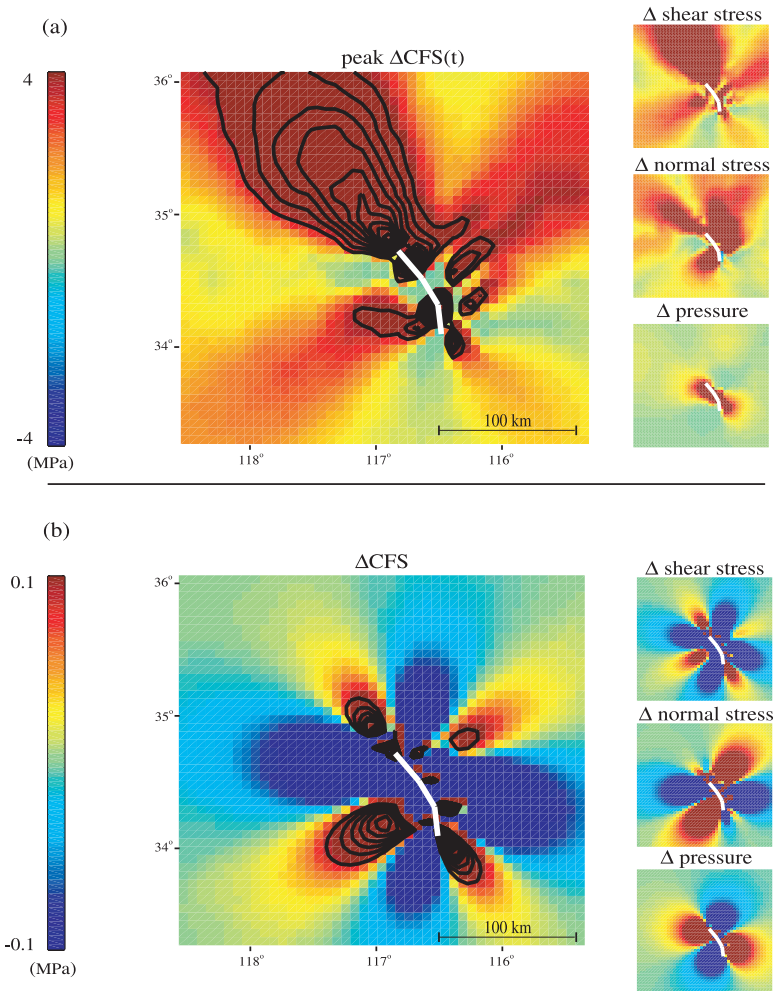 (a)
peak ΔCFS(t)
Δ shear stress
4
36°
35°
34°
-4
(MPa)
118°
117°
116°
100 km
Δ normal stress
Δ pressure
(b)
ΔCFS
Δ shear stress
0.1
36°
35°
34°
-0.1
(MPa)
118°
117°
116°
100 km
Δ normal stress
Δ pressure